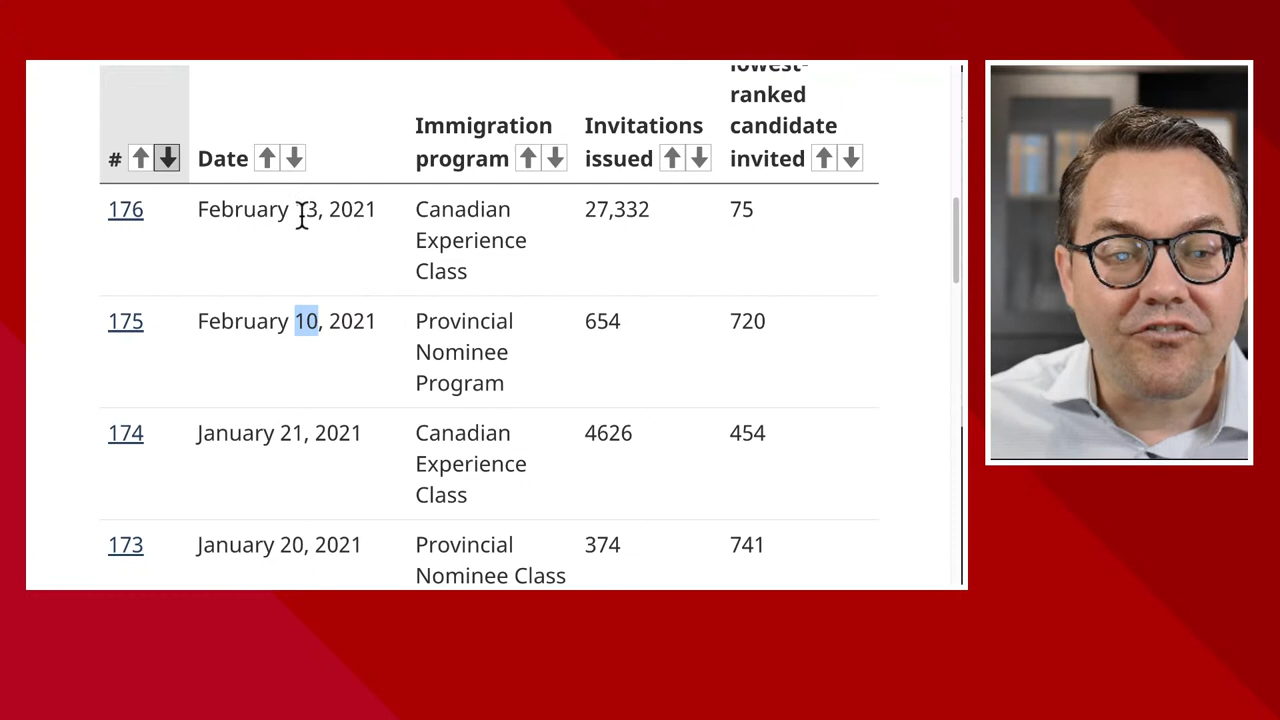 lowest-
ranked
Immigration Invitations candidate
# Date program issued invited
176 February 13, 2021 Canadian 27,332 75
Experience
Class
175 February 10, 2021 Provincial 654 720
Nominee
Program
174 January 21, 2021 Canadian 4626 454
Experience
Class
173 January 20, 2021 Provincial 374 741
Nominee Class